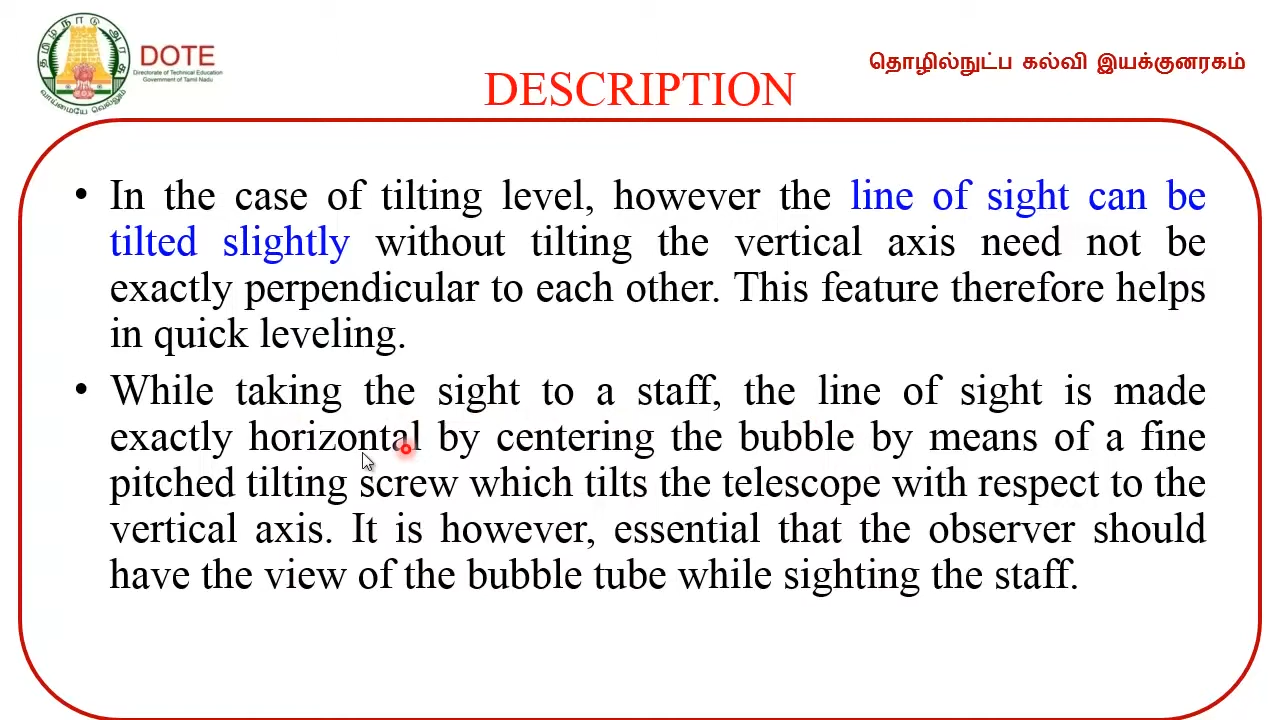 தமிழ்நாடு அரசு
வாய்மையே வெல்லும்
DOTE
Directorate of Technical Education
Government of Tamil Nadu
தொழில்நுட்ப கல்வி இயக்குனரகம்
DESCRIPTION
• In the case of tilting level, however the line of sight can be
tilted slightly without tilting the vertical axis need not be
exactly perpendicular to each other. This feature therefore helps
in quick leveling.
• While taking the sight to a staff, the line of sight is made
exactly horizontal by centering the bubble by means of a fine
pitched tilting screw which tilts the telescope with respect to the
vertical axis. It is however, essential that the observer should
have the view of the bubble tube while sighting the staff.